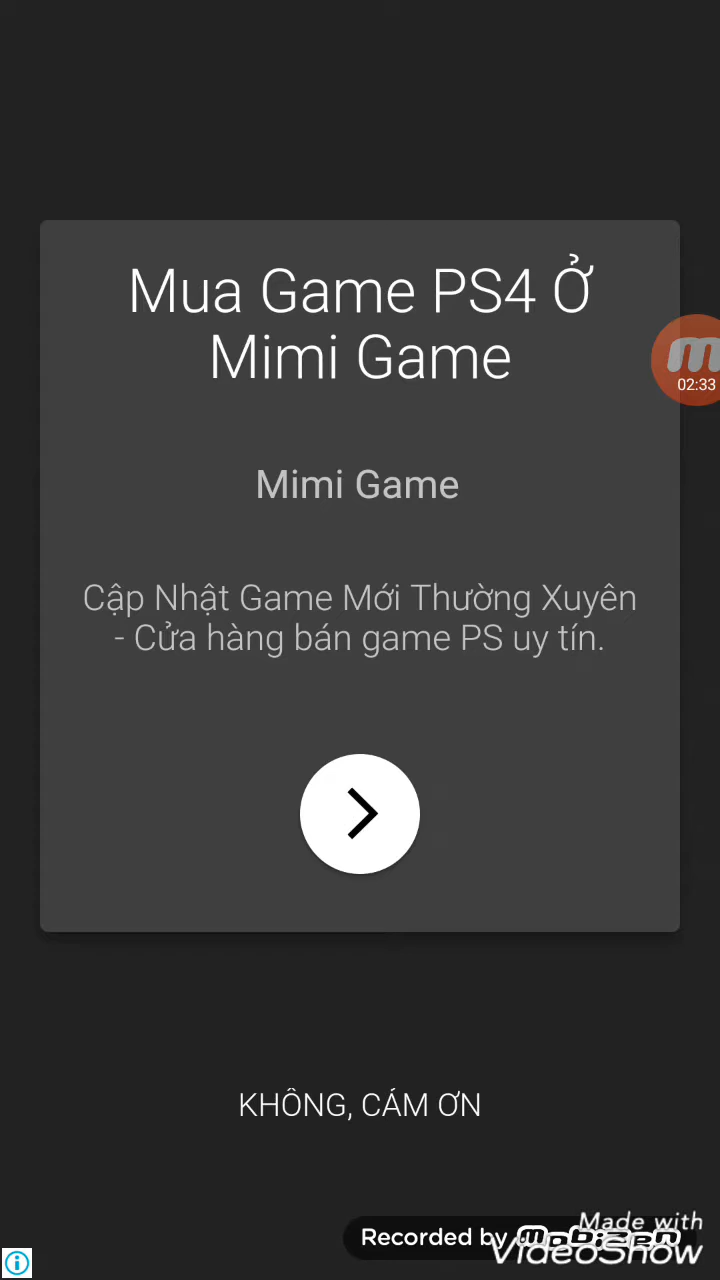 Mua Game PS4 Ở
Mimi Game
02:33
Mimi Game
Cập Nhật Game Mới Thường Xuyên
- Cửa hàng bán game PS uy tín.
KHÔNG, CÁM ƠN
Made with
Recorded by Mobizen
VideoShow